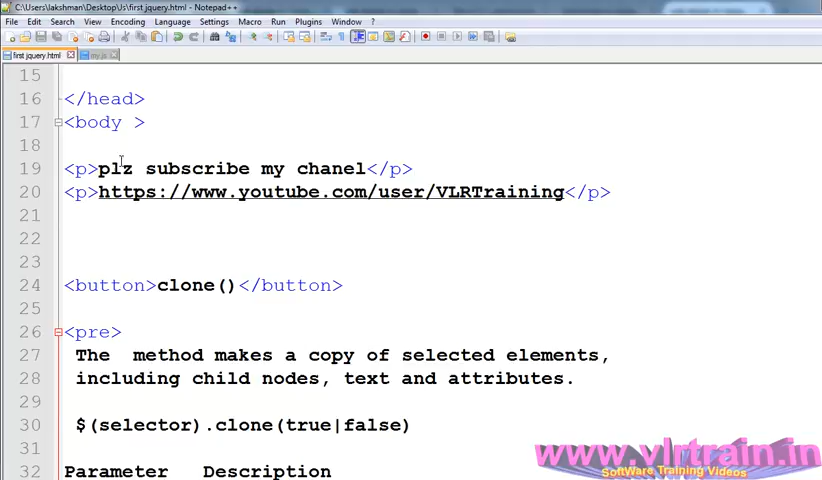 C:\Users\lakshman\Desktop\Js\first jquery.html - Notepad++
File Edit Search View Encoding Language Settings Macro Run Plugins Window ?
first jquery.html my.js
15
16 </head>
17 <body >
18
19 <p>plz subscribe my chanel</p>
20 <p>https://www.youtube.com/user/VLRTraining</p>
21
22
23
24 <button>clone()</button>
25
26 <pre>
27 The  method makes a copy of selected elements,
28 including child nodes, text and attributes.
29
30 $(selector).clone(true|false)
31
32 Parameter   Description
www.vlrtrain.in
SoftWare Training Videos